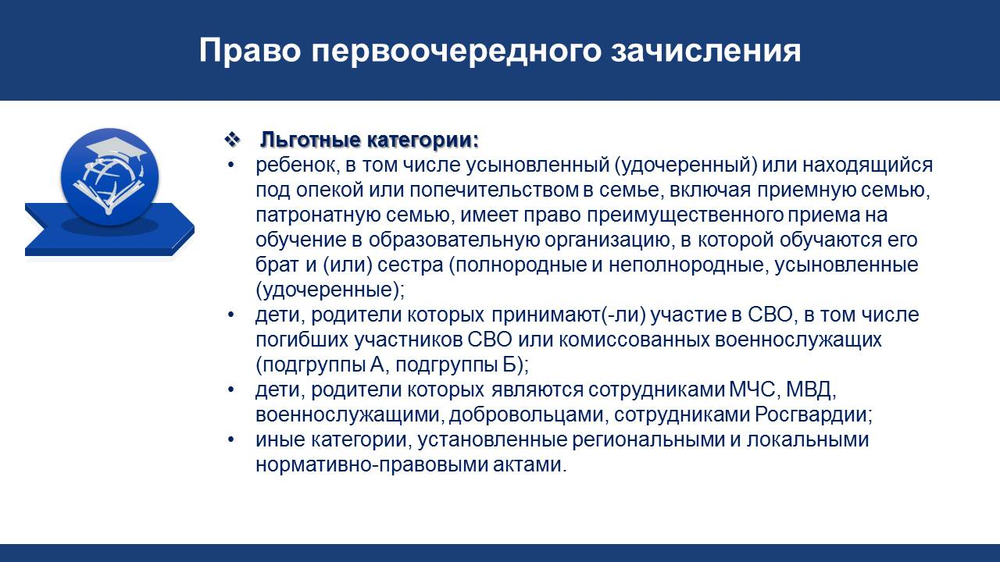 Право первоочередного зачисления
❖ Льготные категории:
• ребенок, в том числе усыновленный (удочеренный) или находящийся
под опекой или попечительством в семье, включая приемную семью,
патронатную семью, имеет право преимущественного приема на
обучение в образовательную организацию, в которой обучаются его
брат и (или) сестра (полнородные и неполнородные, усыновленные
(удочеренные);
• дети, родители которых принимают(-ли) участие в СВО, в том числе
погибших участников СВО или комиссованных военнослужащих
(подгруппы А, подгруппы Б);
• дети, родители которых являются сотрудниками МЧС, МВД,
военнослужащими, добровольцами, сотрудниками Росгвардии;
• иные категории, установленные региональными и локальными
нормативно-правовыми актами.